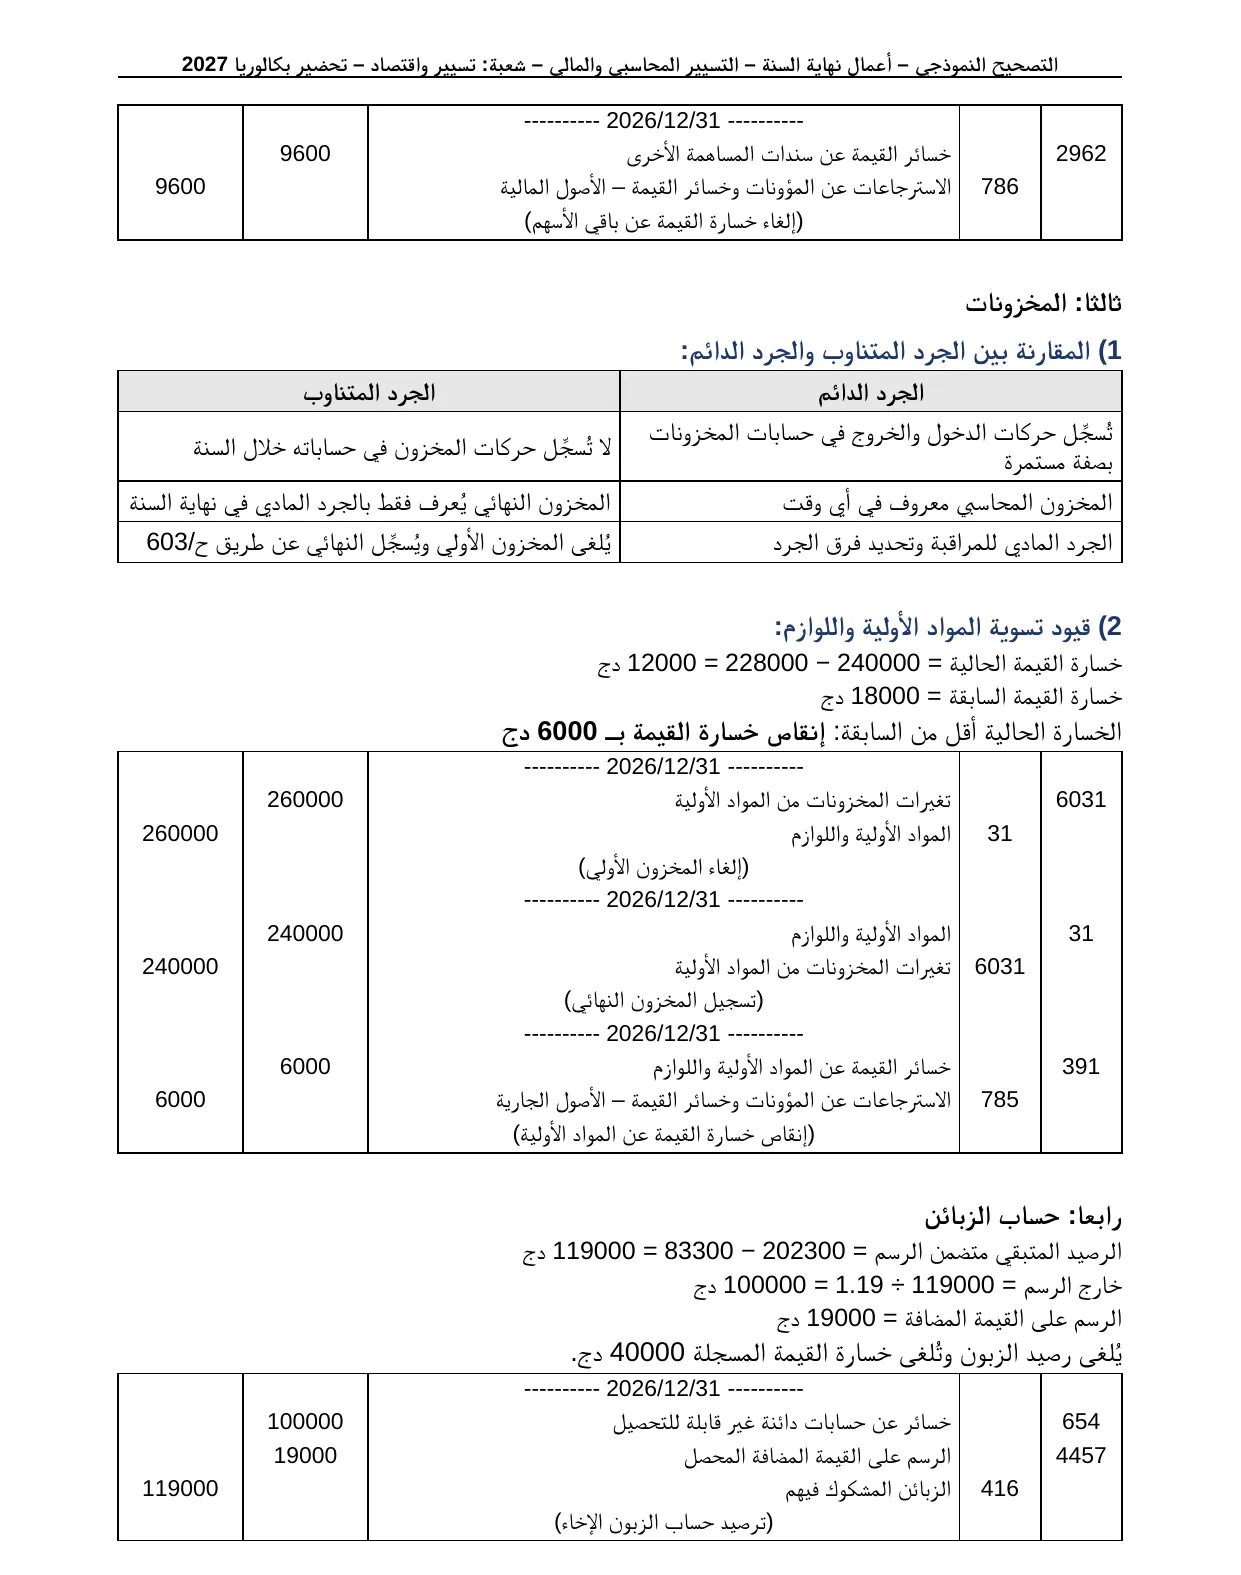 التصحيح النموذجي – أعمال نهاية السنة – التسيير المحاسبي والمالي – شعبة: تسيير واقتصاد – تحضير بكالوريا 2027
---------- 2026/12/31 ----------
2962 خسائر القيمة عن سندات المساهمة الأخرى 9600
786 الاسترجاعات عن المؤونات وخسائر القيمة – الأصول المالية 9600
(إلغاء خسارة القيمة عن باقي الأسهم)
ثالثا: المخزونات
1) المقارنة بين الجرد المتناوب والجرد الدائم:
الجرد الدائم الجرد المتناوب
تُسجِّل حركات الدخول والخروج في حسابات المخزونات
بصفة مستمرة
لا تُسجِّل حركات المخزون في حساباته خلال السنة
المخزون المحاسبي معروف في أي وقت المخزون النهائي يُعرف فقط بالجرد المادي في نهاية السنة
الجرد المادي للمراقبة وتحديد فرق الجرد يُلغى المخزون الأولي ويُسجِّل النهائي عن طريق ح/603
2) قيود تسوية المواد الأولية واللوازم:
خسارة القيمة الحالية = 240000 − 228000 = 12000 دج
خسارة القيمة السابقة = 18000 دج
الخسارة الحالية أقل من السابقة: إنقاص خسارة القيمة بـ 6000 دج
---------- 2026/12/31 ----------
6031 تغيرات المخزونات من المواد الأولية 260000
31 المواد الأولية واللوازم 260000
(إلغاء المخزون الأولي)
---------- 2026/12/31 ----------
31 المواد الأولية واللوازم 240000
6031 تغيرات المخزونات من المواد الأولية 240000
(تسجيل المخزون النهائي)
---------- 2026/12/31 ----------
391 خسائر القيمة عن المواد الأولية واللوازم 6000
785 الاسترجاعات عن المؤونات وخسائر القيمة – الأصول الجارية 6000
(إنقاص خسارة القيمة عن المواد الأولية)
رابعا: حساب الزبائن
الرصيد المتبقي متضمن الرسم = 202300 − 83300 = 119000 دج
خارج الرسم = 119000 ÷ 1.19 = 100000 دج
الرسم على القيمة المضافة = 19000 دج
يُلغى رصيد الزبون وتُلغى خسارة القيمة المسجلة 40000 دج.
---------- 2026/12/31 ----------
654 خسائر عن حسابات دائنة غير قابلة للتحصيل 100000
4457 الرسم على القيمة المضافة المحصل 19000
416 الزبائن المشكوك فيهم 119000
(ترصيد حساب الزبون الإخاء)